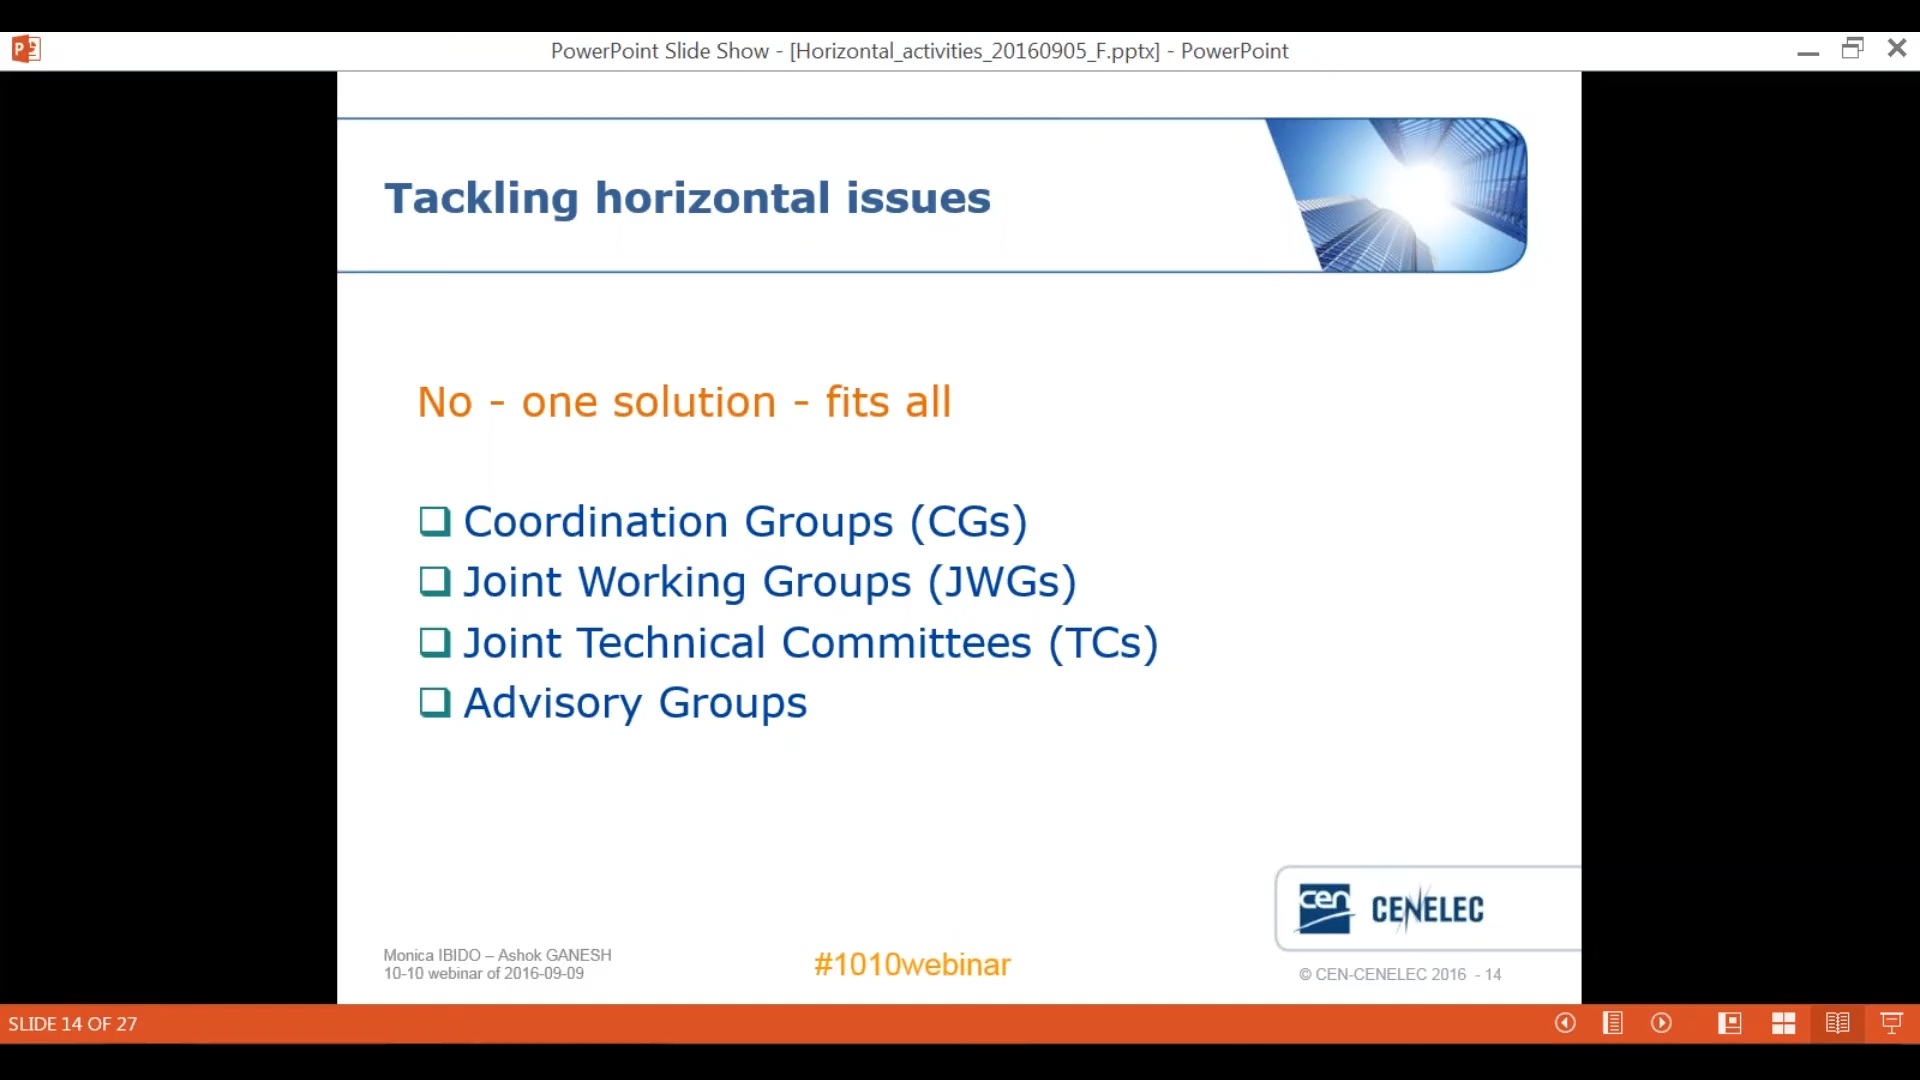 PowerPoint Slide Show - [Horizontal_activities_20160905_F.pptx] - PowerPoint
Tackling horizontal issues
No - one solution - fits all
Coordination Groups (CGs)
Joint Working Groups (JWGs)
Joint Technical Committees (TCs)
Advisory Groups
cen CENELEC
Monica IBIDO – Ashok GANESH
10-10 webinar of 2016-09-09
#1010webinar
© CEN-CENELEC 2016 - 14
SLIDE 14 OF 27